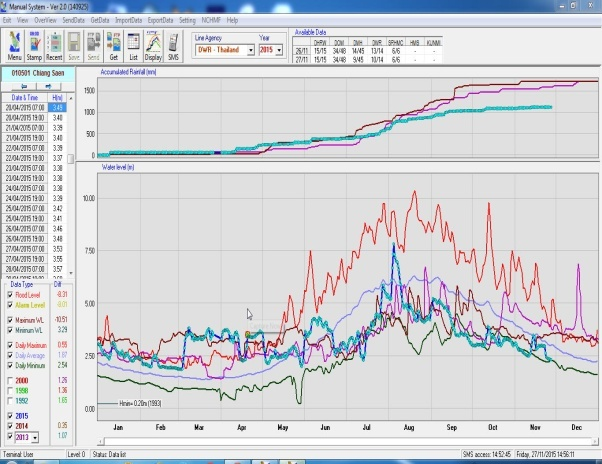 Manual System - Ver 2.0 (140925)
Edit View OverView SendData GetData ImportData ExportData Setting NCHMF Help
Menu Stamp Recent Save Send Get List Display SMS
Line Agency Year
DWR - Thailand 2015
Available Data
DHRW DOM DMH DWR SRHMC HMS KUNMI
26/11 15/15 34/48 9/15 13/14 6/6 - -
27/11 15/15 34/48 9/45 10/14 6/6 - -
010501 Chiang Saen
Date & Time H(m)
20/04/2015 07:00
20/04/2015 19:00 3.40
21/04/2015 07:00 3.39
21/04/2015 19:00 3.40
22/04/2015 07:00 3.39
22/04/2015 19:00 3.37
23/04/2015 07:00 3.38
23/04/2015 19:00 3.38
24/04/2015 07:00 3.38
24/04/2015 19:00 3.39
25/04/2015 07:00 3.42
25/04/2015 19:00 3.41
26/04/2015 07:00 3.46
26/04/2015 19:00 3.48
27/04/2015 07:00 3.53
27/04/2015 19:00 3.55
28/04/2015 07:00 3.57
Data Type Diff
Flood Level -8.31
Alarm Level -8.01
Maximum WL -10.51
Minimum WL 3.29
Daily Maximum 0.55
Daily Average 1.87
Daily Minimum 2.54
2000 1.26
1998 1.36
1992 1.65
2015
2014 0.35
2013 1.07
Accumulated Rainfall (mm)
1500
1000
500
0
Water level (m)
10.00
7.50
5.00
2.50
0.00
Hmin= 0.20m (1993)
Jan Feb Mar Apr May Jun Jul Aug Sep Oct Nov Dec
Terminal: User Level 0 Status: Data list SMS access: 14:52:45 Friday, 27/11/2015 14:56:11